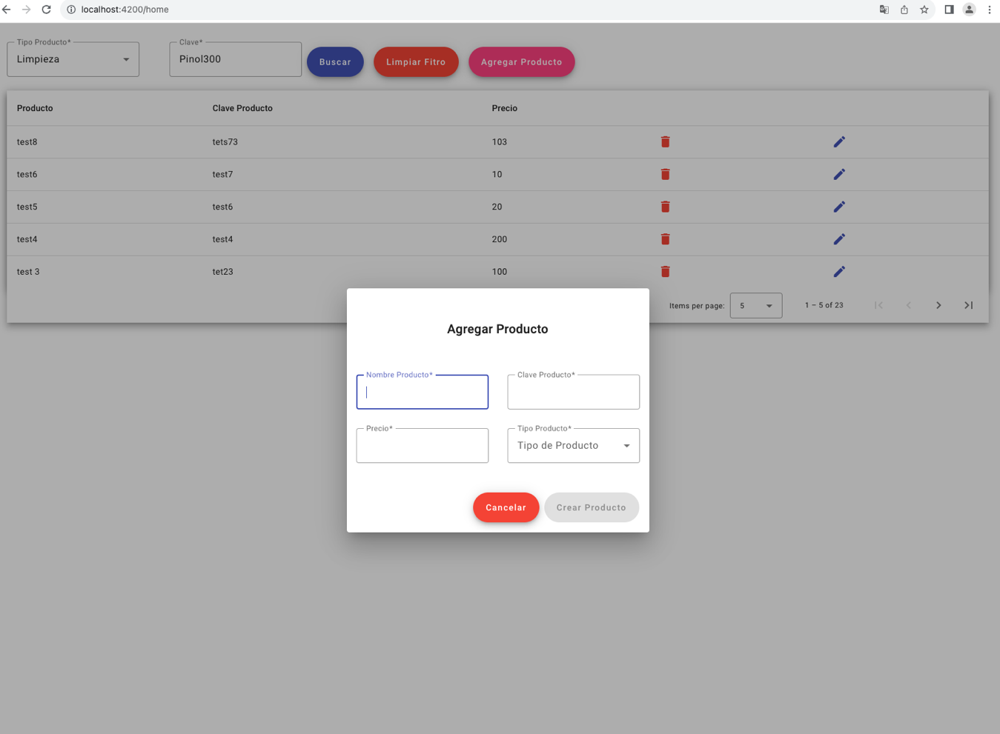 localhost:4200/home
Tipo Producto*
Limpieza
Clave*
Pinol300
Buscar
Limpiar Fitro
Agregar Producto
Producto Clave Producto Precio
test8 tets73 103
test6 test7 10
test5 test6 20
test4 test4 200
test 3 tet23 100
Items per page: 5 1 – 5 of 23
Agregar Producto
Nombre Producto* Clave Producto*
Precio* Tipo Producto*
Tipo de Producto
Cancelar Crear Producto